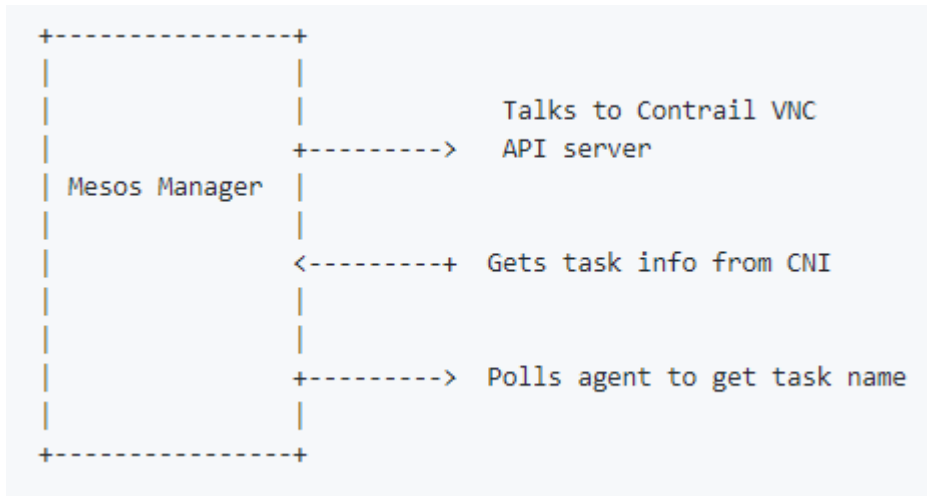 Talks to Contrail VNC
API server
Mesos Manager
Gets task info from CNI
Polls agent to get task name